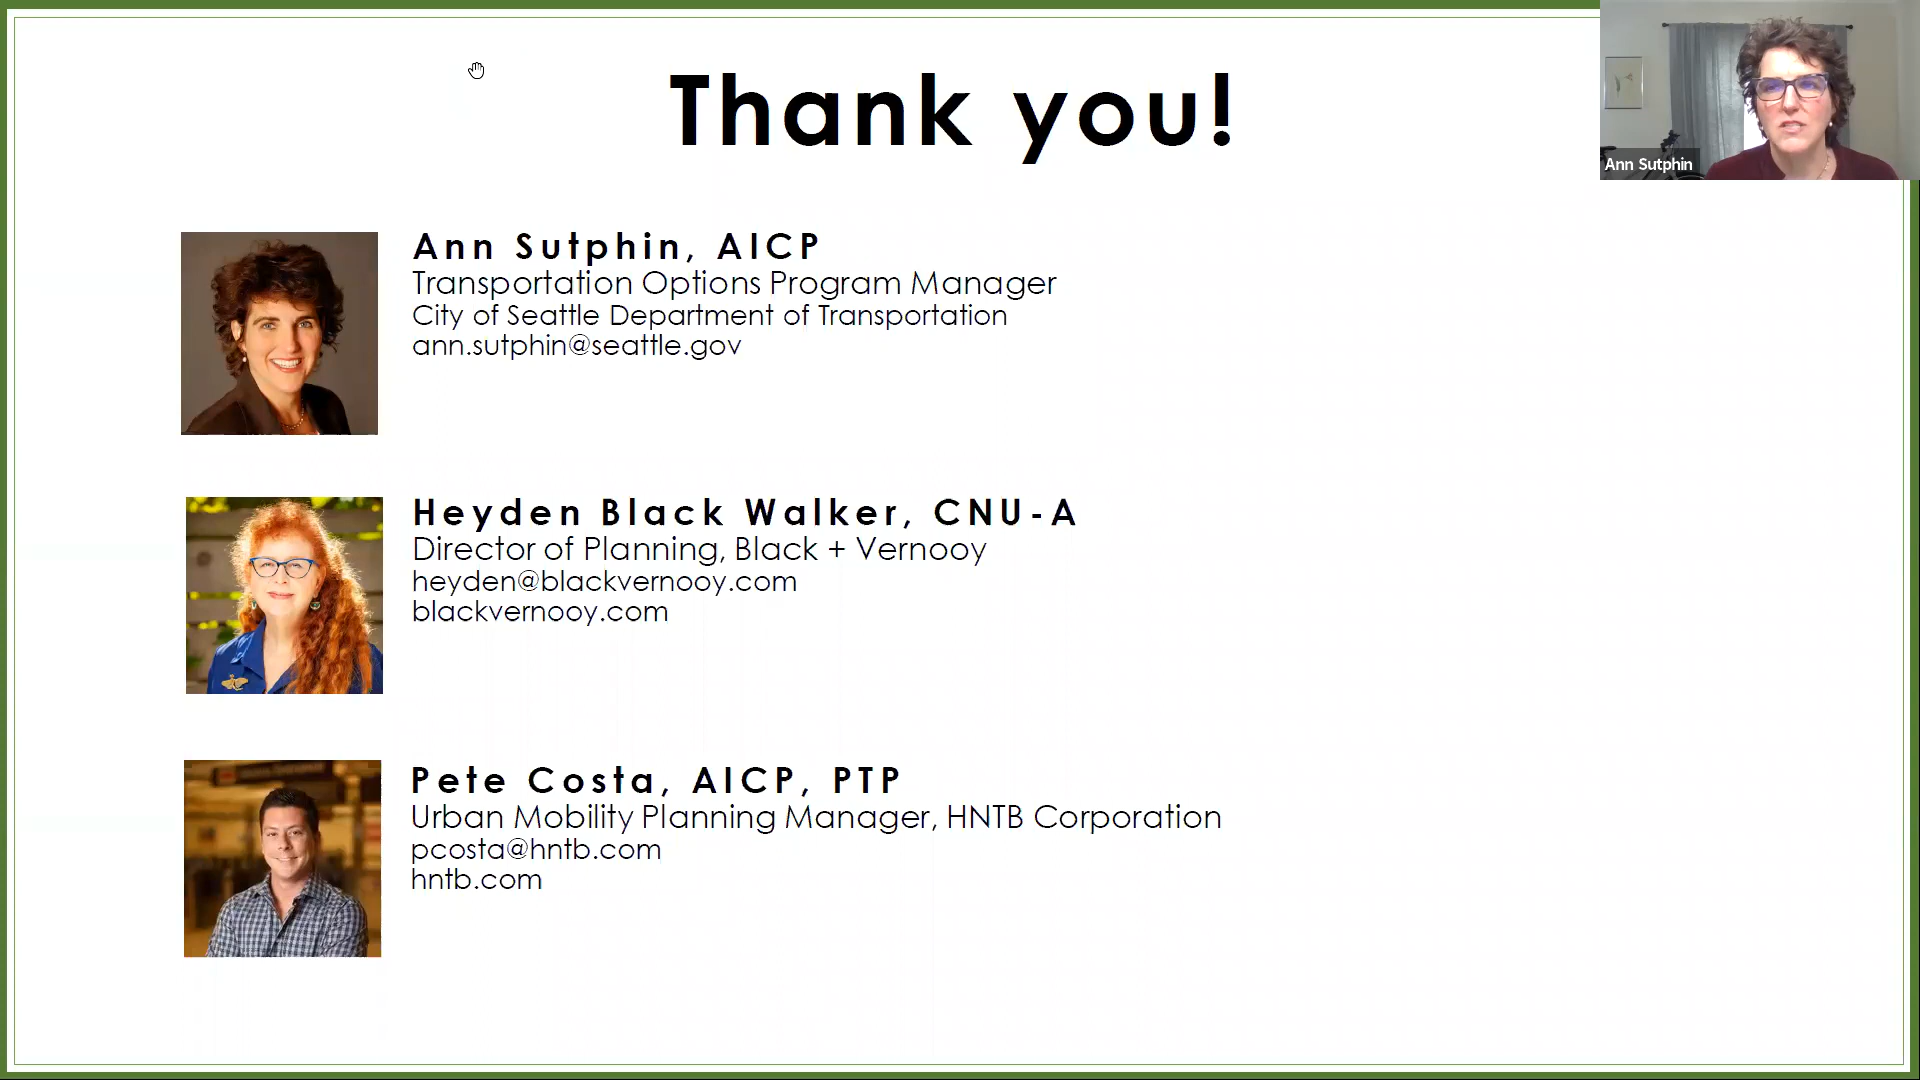 Thank you!
Ann Sutphin
Ann Sutphin, AICP
Transportation Options Program Manager
City of Seattle Department of Transportation
ann.sutphin@seattle.gov
Heyden Black Walker, CNU-A
Director of Planning, Black + Vernooy
heyden@blackvernooy.com
blackvernooy.com
Pete Costa, AICP, PTP
Urban Mobility Planning Manager, HNTB Corporation
pcosta@hntb.com
hntb.com